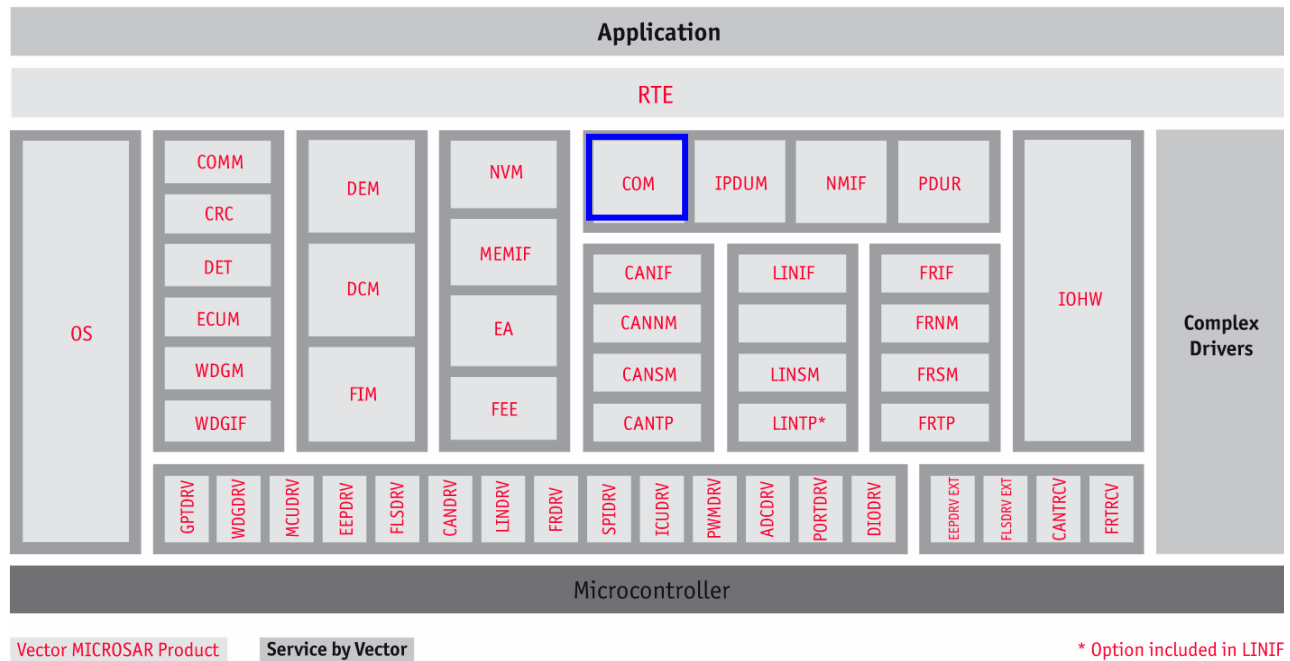 Application
RTE
OS
COMM
CRC
DET
ECUM
WDGM
WDGIF
DEM
DCM
FIM
NVM
MEMIF
EA
FEE
COM
IPDUM
NMIF
PDUR
CANIF
CANNM
CANSM
CANTP
LINIF
LINSM
LINTP*
FRIF
FRNM
FRSM
FRTP
IOHW
Complex
Drivers
GPTDRV
WDGDRV
MCUDRV
EEPDRV
FLSDRV
CANDRV
LINDRV
FRDRV
SPIDRV
ICUDRV
PWMDRV
ADCDRV
PORTDRV
DIODRV
EEPDRV EXT
FLSDRV EXT
CANTRCV
FRTRCV
Microcontroller
Vector MICROSAR Product
Service by Vector
* Option included in LINIF